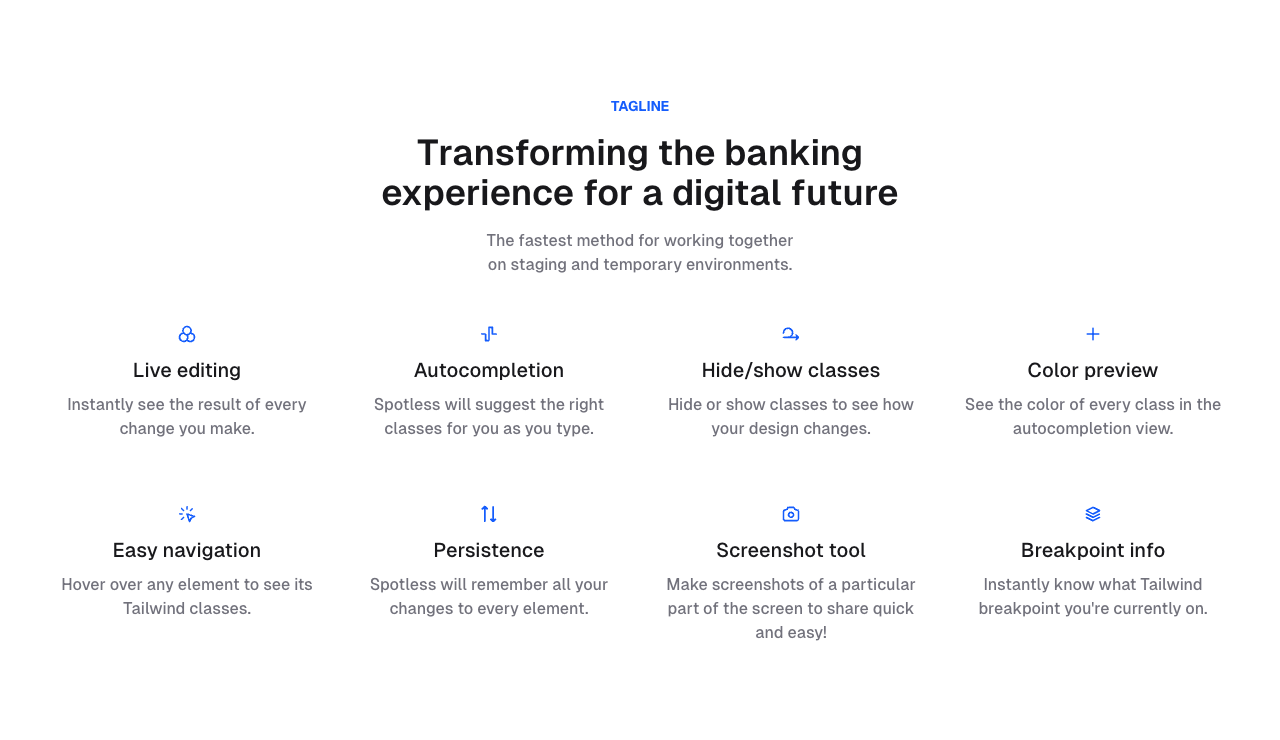 TAGLINE
Transforming the banking
experience for a digital future
The fastest method for working together
on staging and temporary environments.
Live editing
Instantly see the result of every
change you make.
Autocompletion
Spotless will suggest the right
classes for you as you type.
Hide/show classes
Hide or show classes to see how
your design changes.
Color preview
See the color of every class in the
autocompletion view.
Easy navigation
Hover over any element to see its
Tailwind classes.
Persistence
Spotless will remember all your
changes to every element.
Screenshot tool
Make screenshots of a particular
part of the screen to share quick
and easy!
Breakpoint info
Instantly know what Tailwind
breakpoint you're currently on.